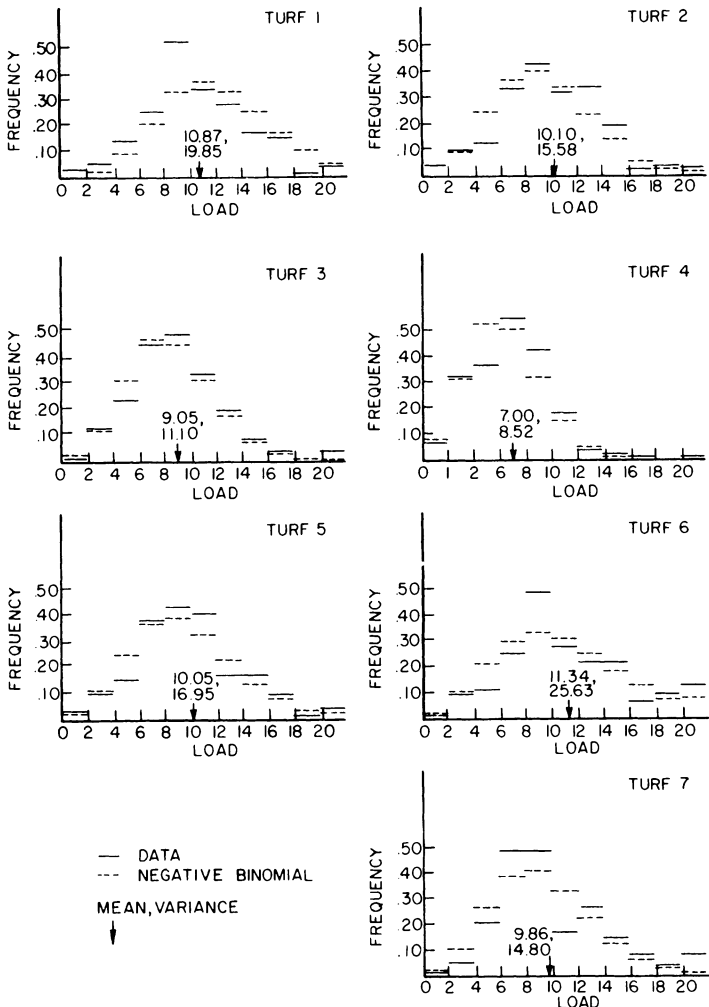 TURF 1
FREQUENCY
.50
.40
.30
.20
.10
10.87,
19.85
0 2 4 6 8 10 12 14 16 18 20
LOAD
TURF 2
FREQUENCY
.50
.40
.30
.20
.10
10.10,
15.58
0 2 4 6 8 10 12 14 16 18 20
LOAD
TURF 3
FREQUENCY
.50
.40
.30
.20
.10
9.05,
11.10
0 2 4 6 8 10 12 14 16 18 20
LOAD
TURF 4
FREQUENCY
.50
.40
.30
.20
.10
7.00,
8.52
0 1 4 6 8 10 12 14 16 18 20
LOAD
TURF 5
FREQUENCY
.50
.40
.30
.20
.10
10.05,
16.95
0 2 4 6 8 10 12 14 16 18 20
LOAD
TURF 6
FREQUENCY
.50
.40
.30
.20
.10
11.34,
25.63
0 2 4 6 8 10 12 14 16 18 20
LOAD
TURF 7
FREQUENCY
.50
.40
.30
.20
.10
9.86,
14.80
0 2 4 6 8 10 12 14 16 18 20
LOAD
DATA
NEGATIVE BINOMIAL
MEAN, VARIANCE